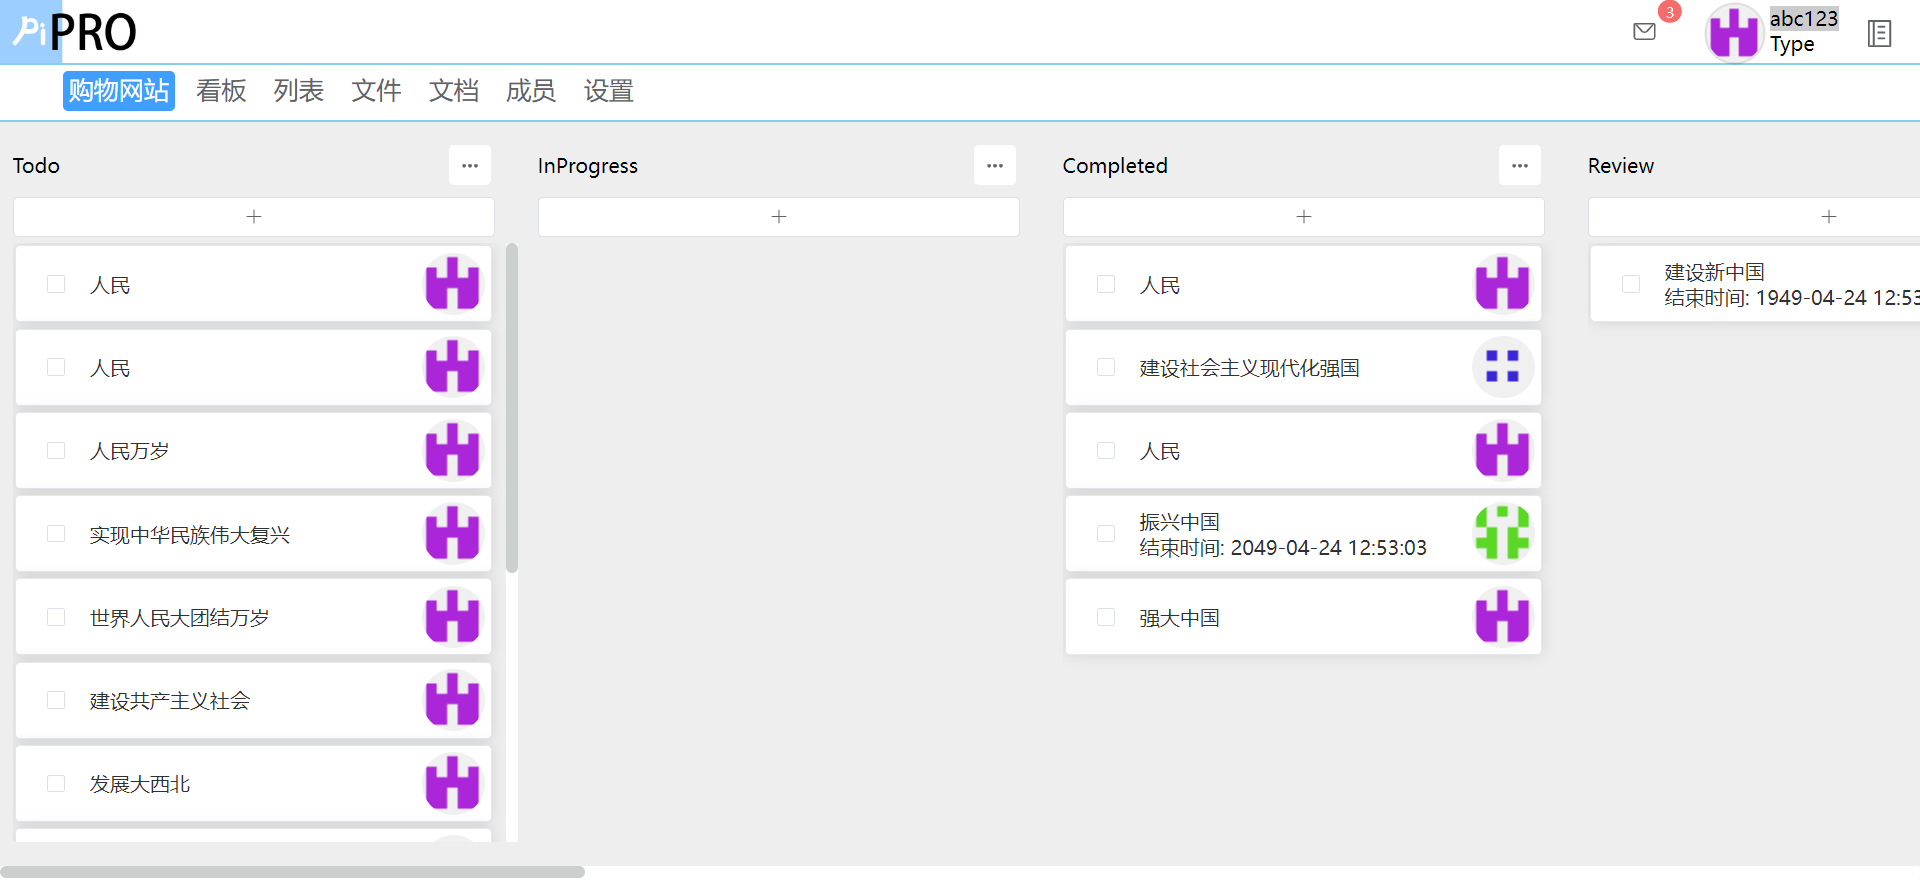 PiPRO
3
abc123
Type
购物网站 看板 列表 文件 文档 成员 设置
Todo
人民
人民
人民万岁
实现中华民族伟大复兴
世界人民大团结万岁
建设共产主义社会
发展大西北
InProgress
Completed
人民
建设社会主义现代化强国
人民
振兴中国
结束时间: 2049-04-24 12:53:03
强大中国
Review
建设新中国
结束时间: 1949-04-24 12:53